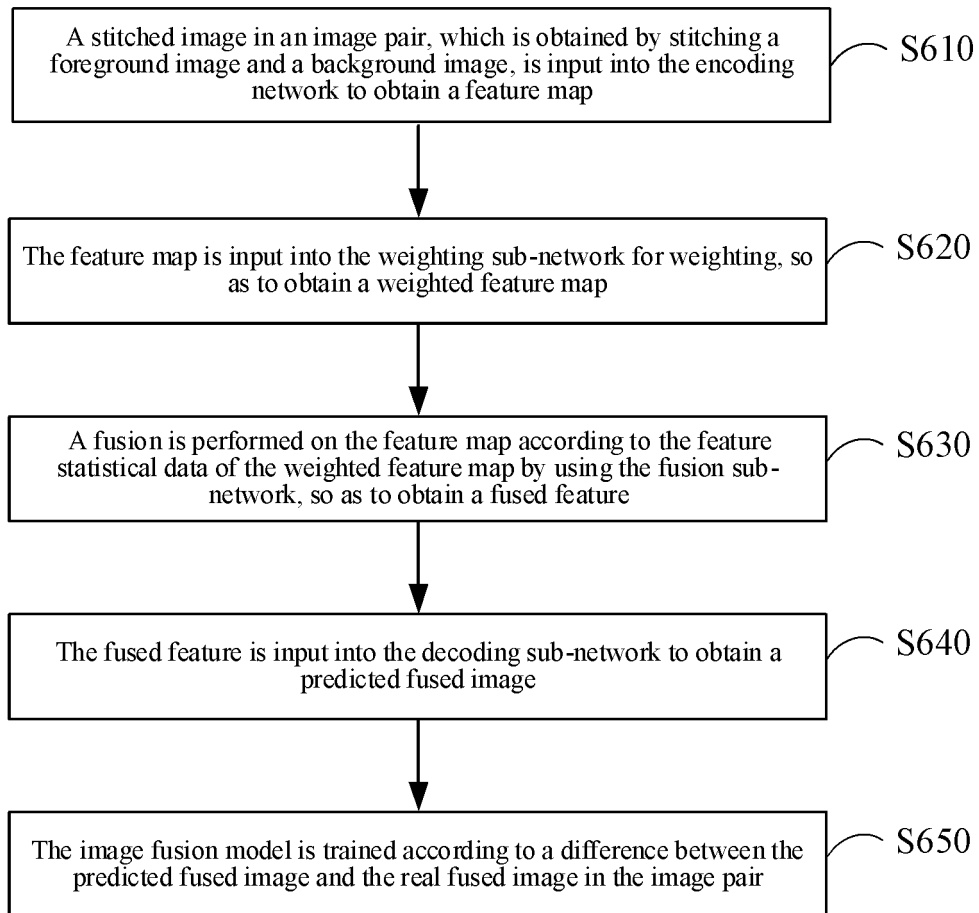 A stitched image in an image pair, which is obtained by stitching a
foreground image and a background image, is input into the encoding
network to obtain a feature map
S610
The feature map is input into the weighting sub-network for weighting, so
as to obtain a weighted feature map
S620
A fusion is performed on the feature map according to the feature
statistical data of the weighted feature map by using the fusion sub-
network, so as to obtain a fused feature
S630
The fused feature is input into the decoding sub-network to obtain a
predicted fused image
S640
The image fusion model is trained according to a difference between the
predicted fused image and the real fused image in the image pair
S650